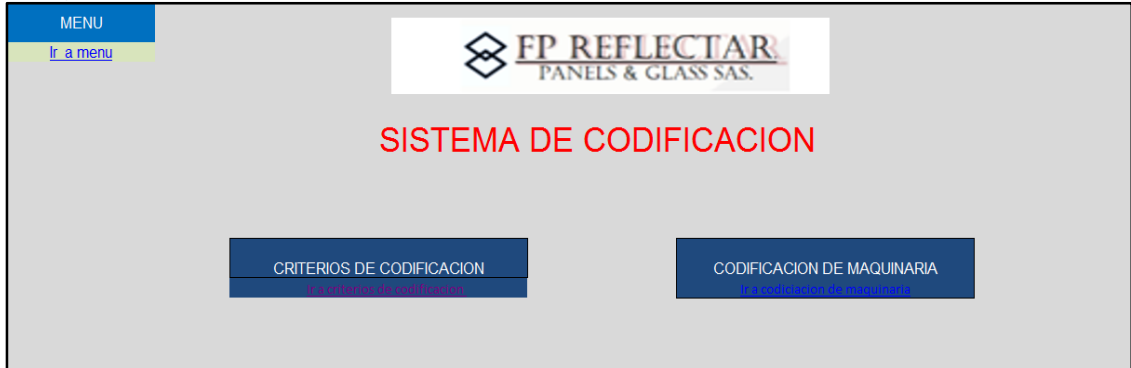 MENU
Ir a menu
FP REFLECTAR
PANELS & GLASS SAS.
SISTEMA DE CODIFICACION
CRITERIOS DE CODIFICACION
Ir a criterios de codificacion
CODIFICACION DE MAQUINARIA
Ir a codiciacion de maquinaria